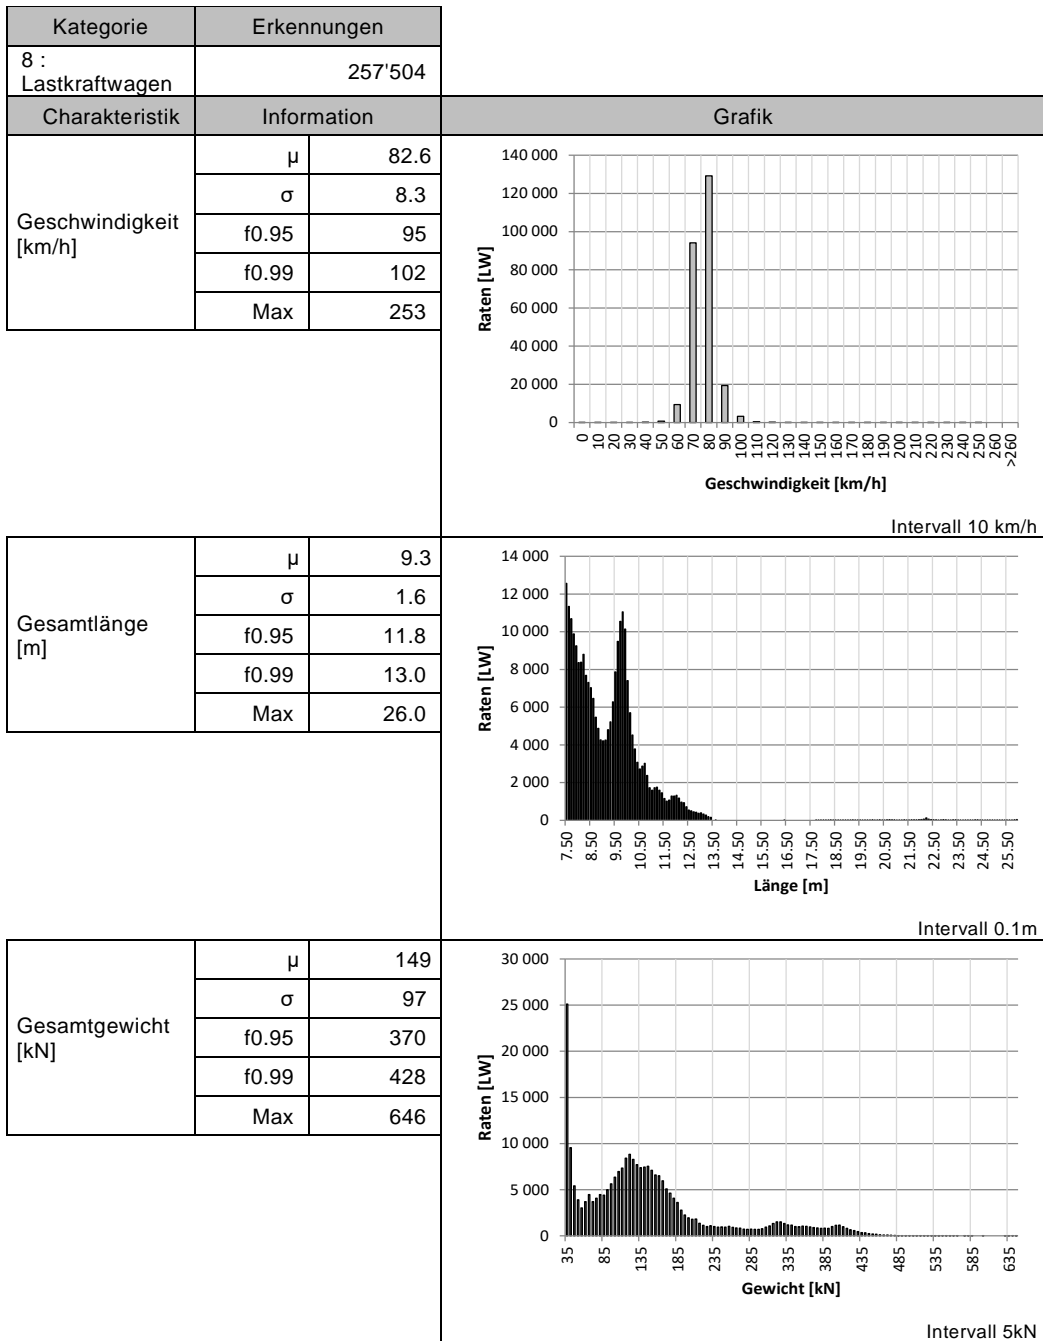 Kategorie Erkennungen
8 :
Lastkraftwagen 257'504
Charakteristik Information Grafik
Geschwindigkeit
[km/h]
µ 82.6
σ 8.3
f0.95 95
f0.99 102
Max 253
Raten [LW]
140 000
120 000
100 000
80 000
60 000
40 000
20 000
0
0 10 20 30 40 50 60 70 80 90 100 110 120 130 140 150 160 170 180 190 200 210 220 230 240 250 260 >260
Geschwindigkeit [km/h]
Intervall 10 km/h
Gesamtlänge
[m]
µ 9.3
σ 1.6
f0.95 11.8
f0.99 13.0
Max 26.0
Raten [LW]
14 000
12 000
10 000
8 000
6 000
4 000
2 000
0
7.50 8.50 9.50 10.50 11.50 12.50 13.50 14.50 15.50 16.50 17.50 18.50 19.50 20.50 21.50 22.50 23.50 24.50 25.50
Länge [m]
Intervall 0.1m
Gesamtgewicht
[kN]
µ 149
σ 97
f0.95 370
f0.99 428
Max 646
Raten [LW]
30 000
25 000
20 000
15 000
10 000
5 000
0
35 85 135 185 235 285 335 385 435 485 535 585 635
Gewicht [kN]
Intervall 5kN